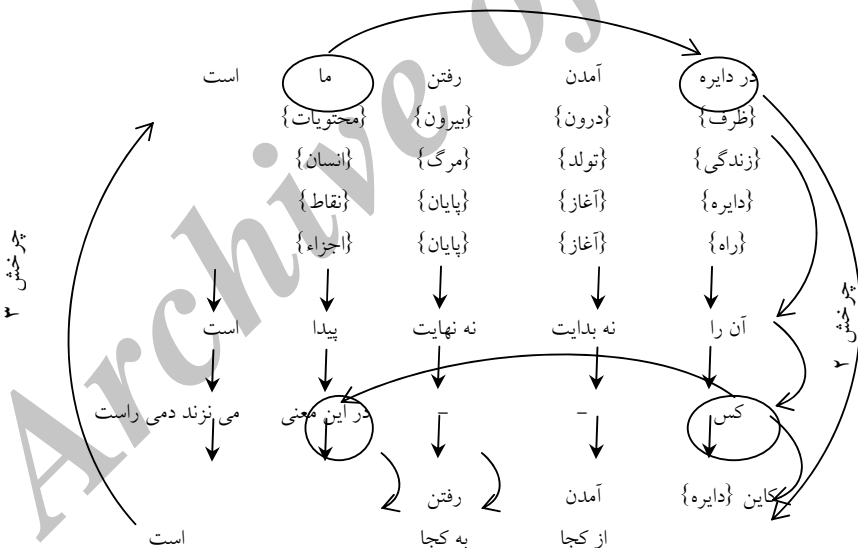 در دایره آمدن رفتن ما است
{ظرف} {درون} {بیرون} {محتویات}
{زندگی} {تولد} {مرگ} {انسان}
{دایره} {آغاز} {پایان} {نقاط}
{راه} {آغاز} {پایان} {اجزاء}
چرخش ۲
چرخش ۳
آن را نه بدایت نه نهایت پیدا است
کس – – در این معنی می نزند دمی راست
کاین {دایره} آمدن رفتن
از کجا به کجا است
Archive of